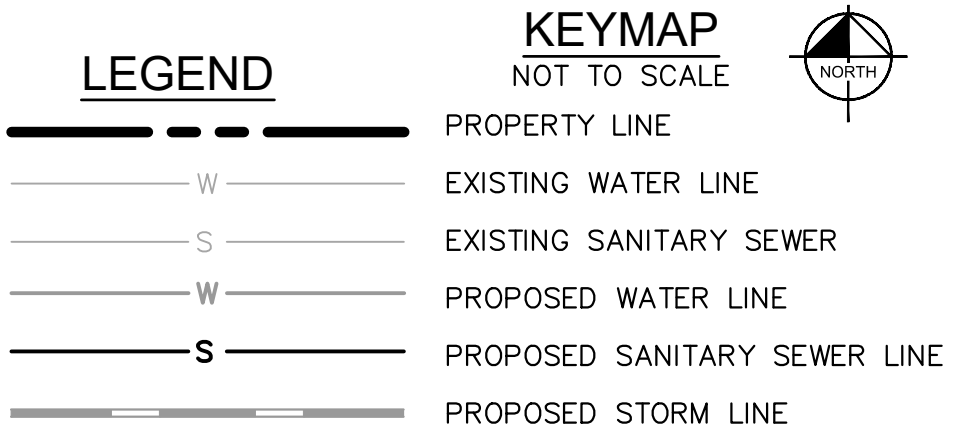 KEYMAP
NOT TO SCALE
NORTH
LEGEND
PROPERTY LINE
W EXISTING WATER LINE
S EXISTING SANITARY SEWER
W PROPOSED WATER LINE
S PROPOSED SANITARY SEWER LINE
PROPOSED STORM LINE